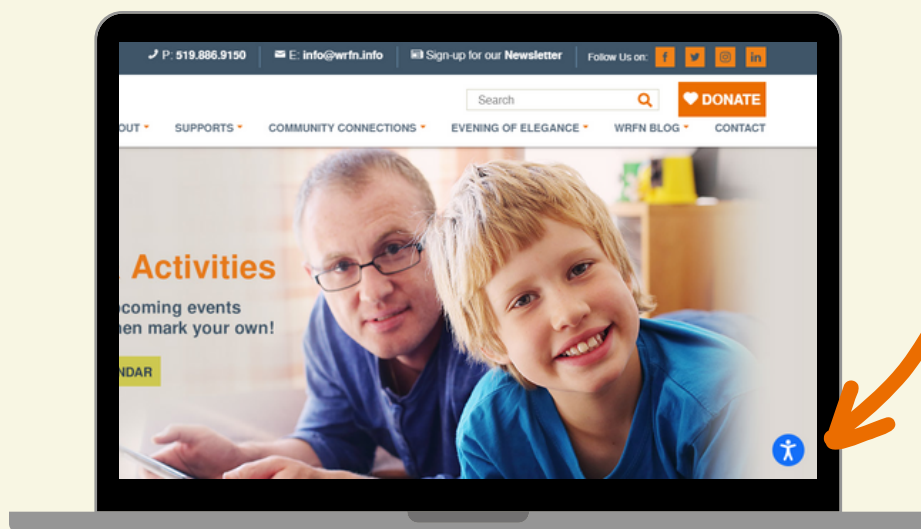 P: 519.886.9150 E: info@wrfn.info Sign-up for our Newsletter Follow Us on:
Search
DONATE
OUT SUPPORTS COMMUNITY CONNECTIONS EVENING OF ELEGANCE WRFN BLOG CONTACT
Activities
coming events
en mark your own!
NDAR